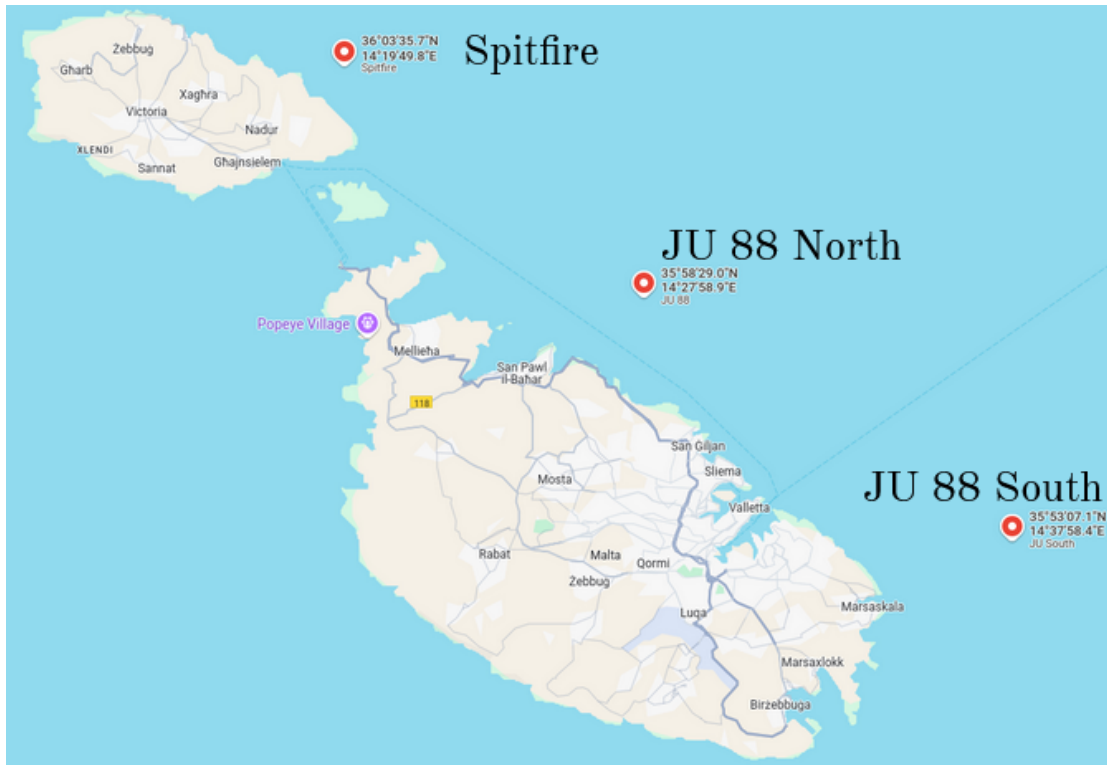 36°03'35.7"N
14°19'49.8"E
Spitfire
Spitfire
Żebbuġ
Għarb
Xagħra
Victoria
Nadur
XLENDI
Għajnsielem
Sannat
JU 88 North
35°58'29.0"N
14°27'58.9"E
JU 88
Popeye Village
Mellieħa
San Pawl
il-Baħar
118
San Ġiljan
Sliema
Mosta
Valletta
JU 88 South
35°53'07.1"N
14°37'58.4"E
JU South
Rabat
Malta
Qormi
Żebbuġ
Luqa
Marsaskala
Marsaxlokk
Birżebbuga